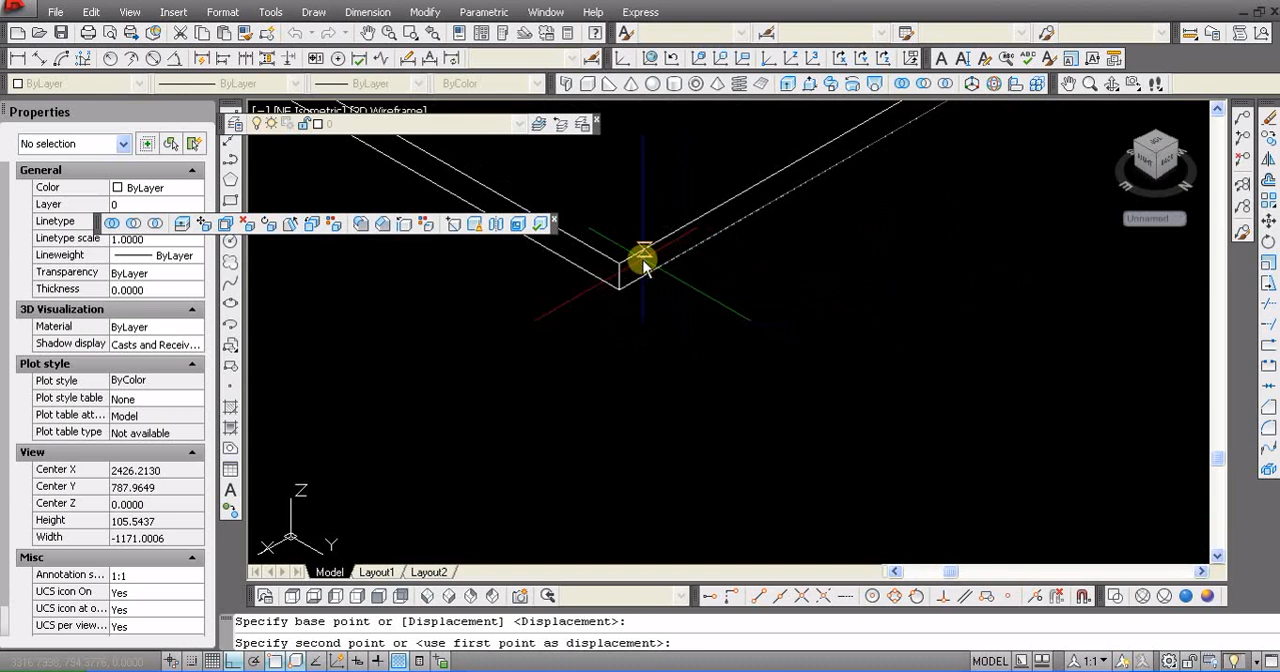 File Edit View Insert Format Tools Draw Dimension Modify Parametric Window Help Express
ByLayer ByLayer ByLayer ByColor
Properties
No selection
General
Color ByLayer
Layer 0
Linetype
Linetype scale 1.0000
Lineweight ByLayer
Transparency ByLayer
Thickness 0.0000
3D Visualization
Material ByLayer
Shadow display Casts and Receiv...
Plot style
Plot style ByColor
Plot style table None
Plot table att... Model
Plot table type Not available
View
Center X 2426.2130
Center Y 787.9649
Center Z 0.0000
Height 105.5437
Width -1171.0006
Misc
Annotation s... 1:1
UCS icon On Yes
UCS icon at o... Yes
UCS per view... Yes
0
Unnamed
Z
X Y
Model Layout1 Layout2
Specify base point or [Displacement] <Displacement>:
Specify second point or <use first point as displacement>:
MODEL 1:1